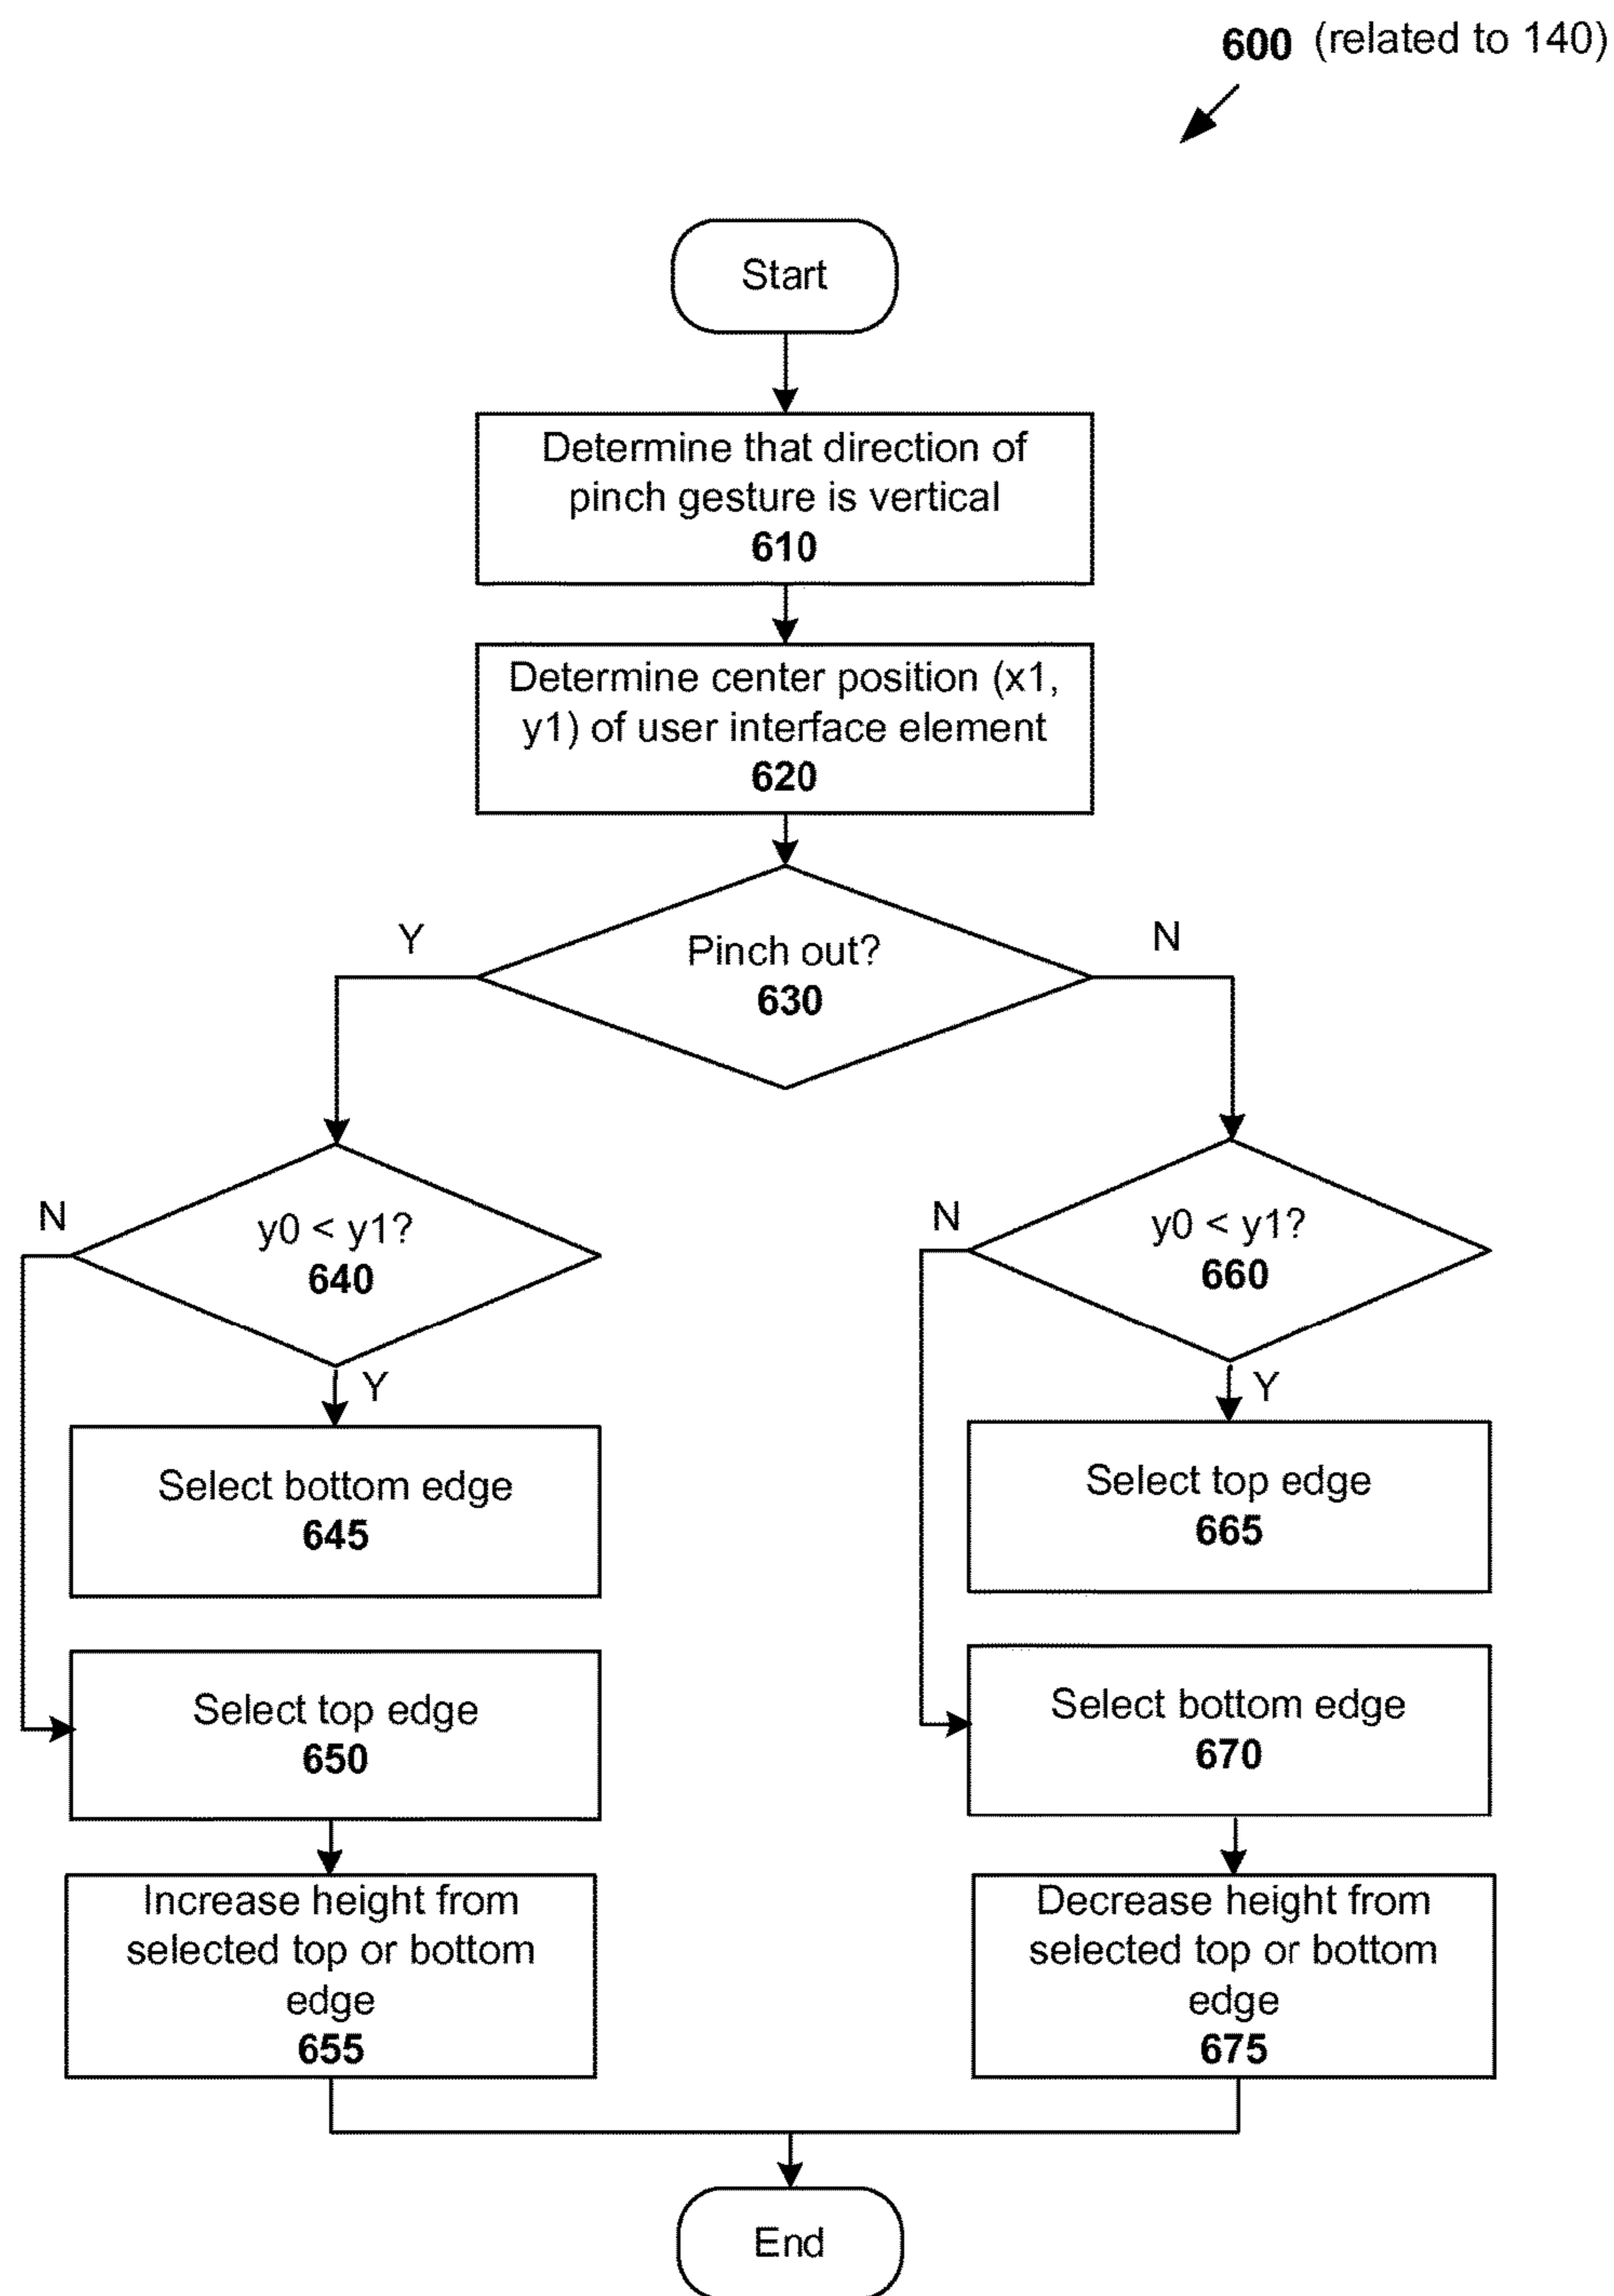 600 (related to 140)
Start
Determine that direction of
pinch gesture is vertical
610
Determine center position (x1,
y1) of user interface element
620
Y
N
Pinch out?
630
N
y0 < y1?
640
Y
N
y0 < y1?
660
Y
Select bottom edge
645
Select top edge
665
Select top edge
650
Select bottom edge
670
Increase height from
selected top or bottom
edge
655
Decrease height from
selected top or bottom
edge
675
End